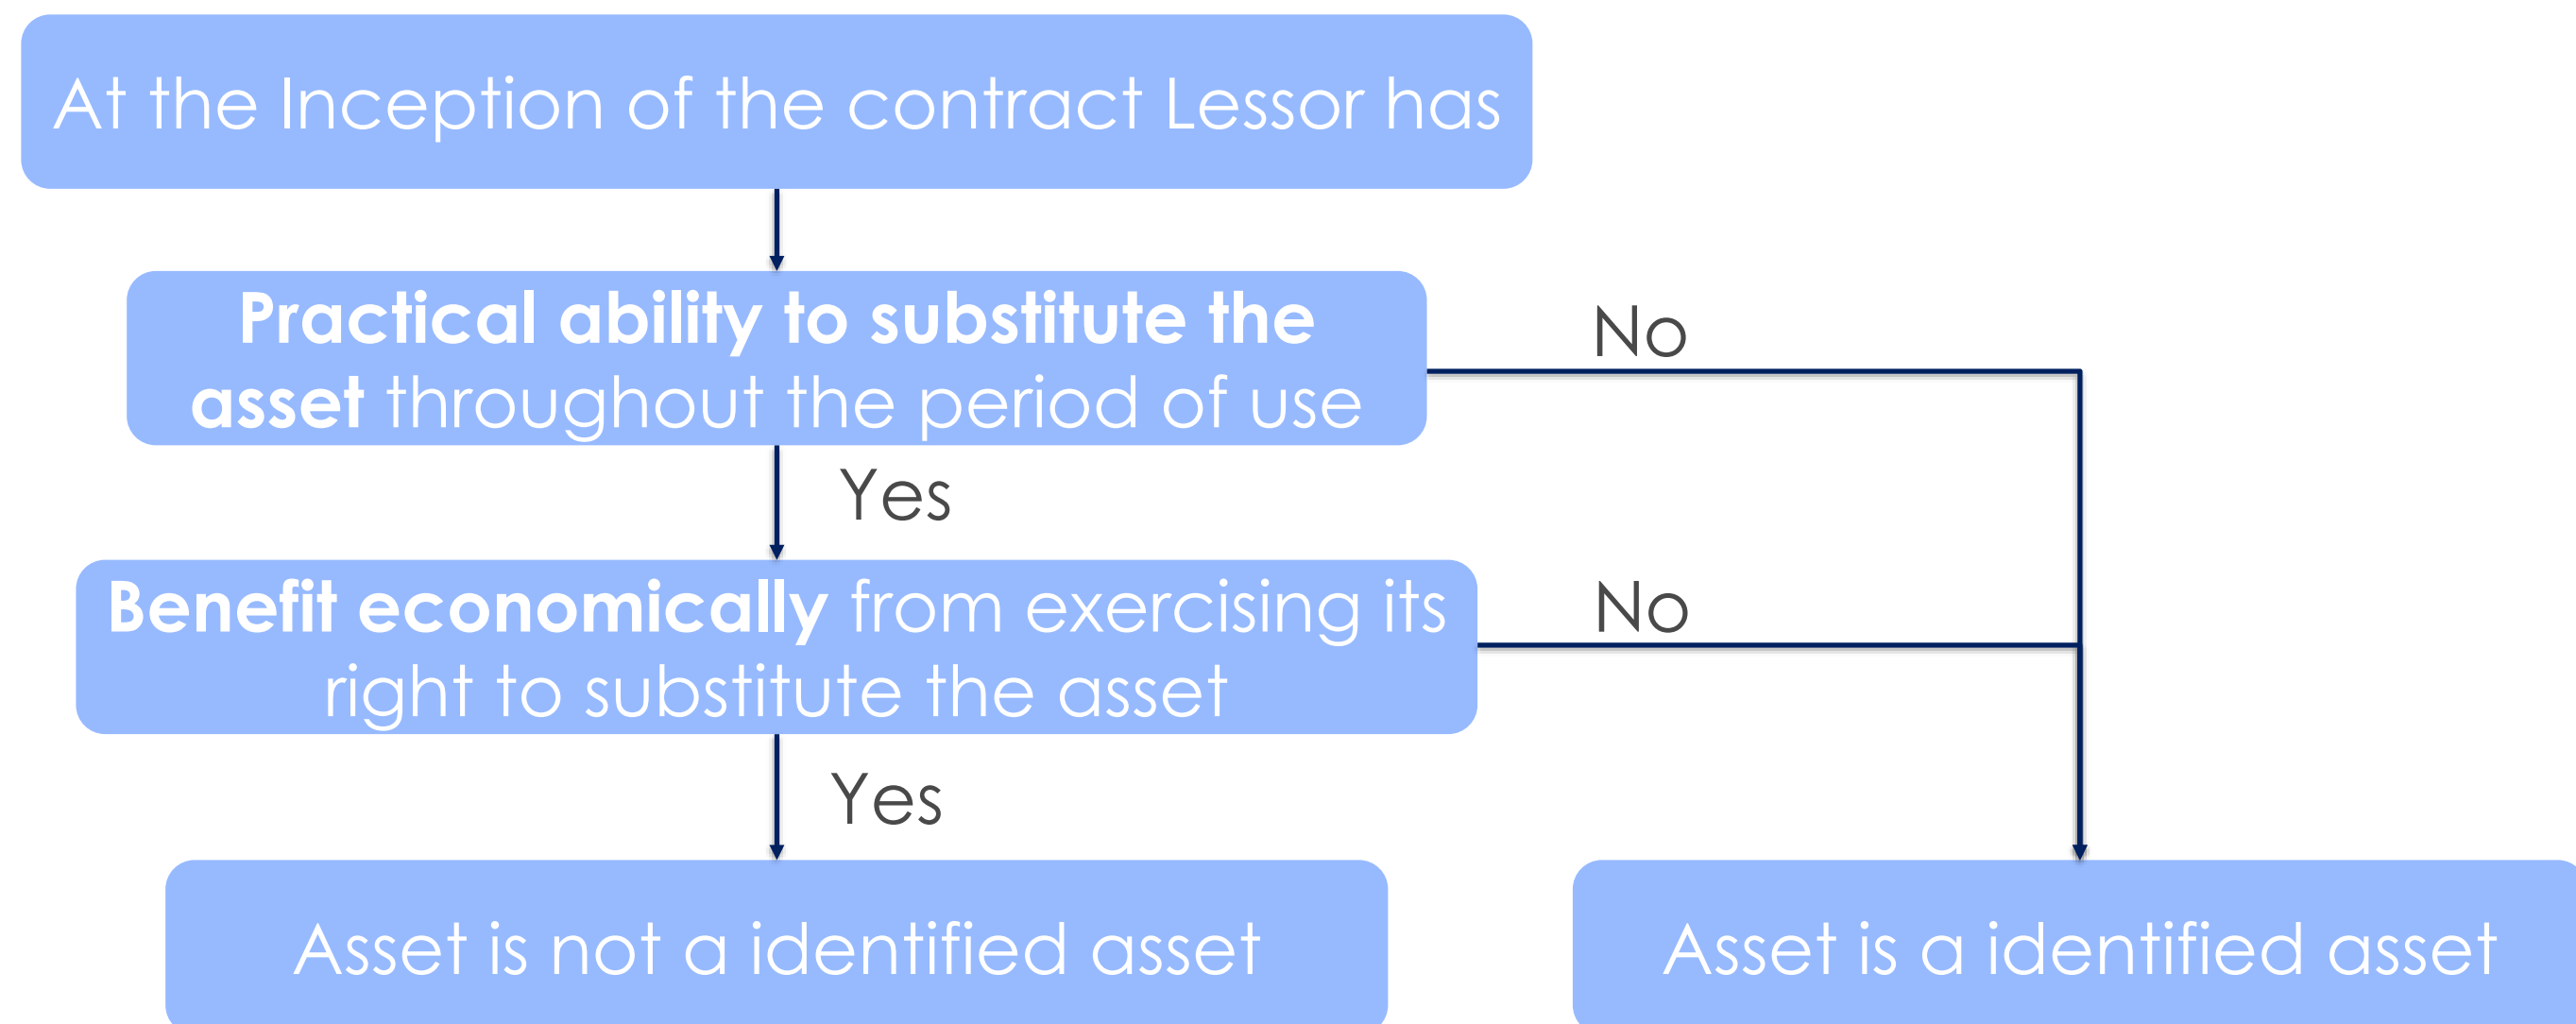 At the Inception of the contract Lessor has
Practical ability to substitute the
asset throughout the period of use
No
Yes
Benefit economically from exercising its
right to substitute the asset
No
Yes
Asset is not a identified asset
Asset is a identified asset